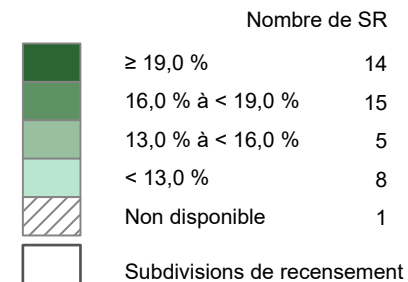 Nombre de SR
≥ 19,0 % 14
16,0 % à < 19,0 % 15
13,0 % à < 16,0 % 5
< 13,0 % 8
Non disponible 1
Subdivisions de recensement